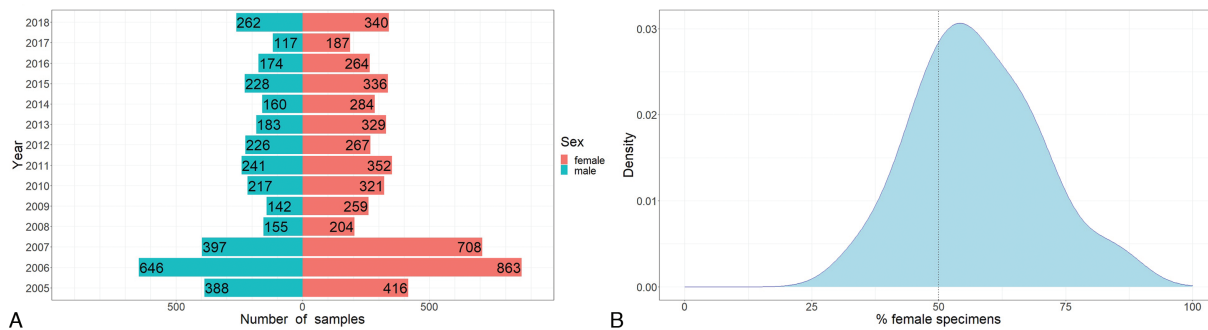 2018 262 340
2017 117 187
2016 174 264
2015 228 336
2014 160 284
2013 183 329
2012 226 267
2011 241 352
2010 217 321
2009 142 259
2008 155 204
2007 397 708
2006 646 863
2005 388 416
Year
500 0 500
Number of samples
Sex
female
male
A
0.03
0.02
0.01
0.00
Density
0 25 50 75 100
% female specimens
B